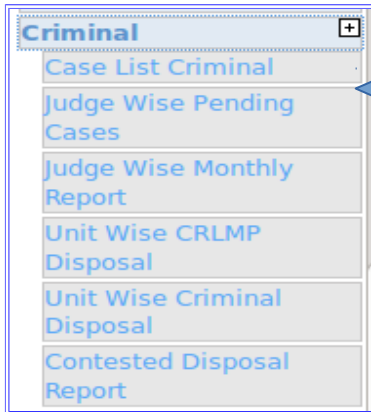 Criminal
Case List Criminal
Judge Wise Pending
Cases
Judge Wise Monthly
Report
Unit Wise CRLMP
Disposal
Unit Wise Criminal
Disposal
Contested Disposal
Report